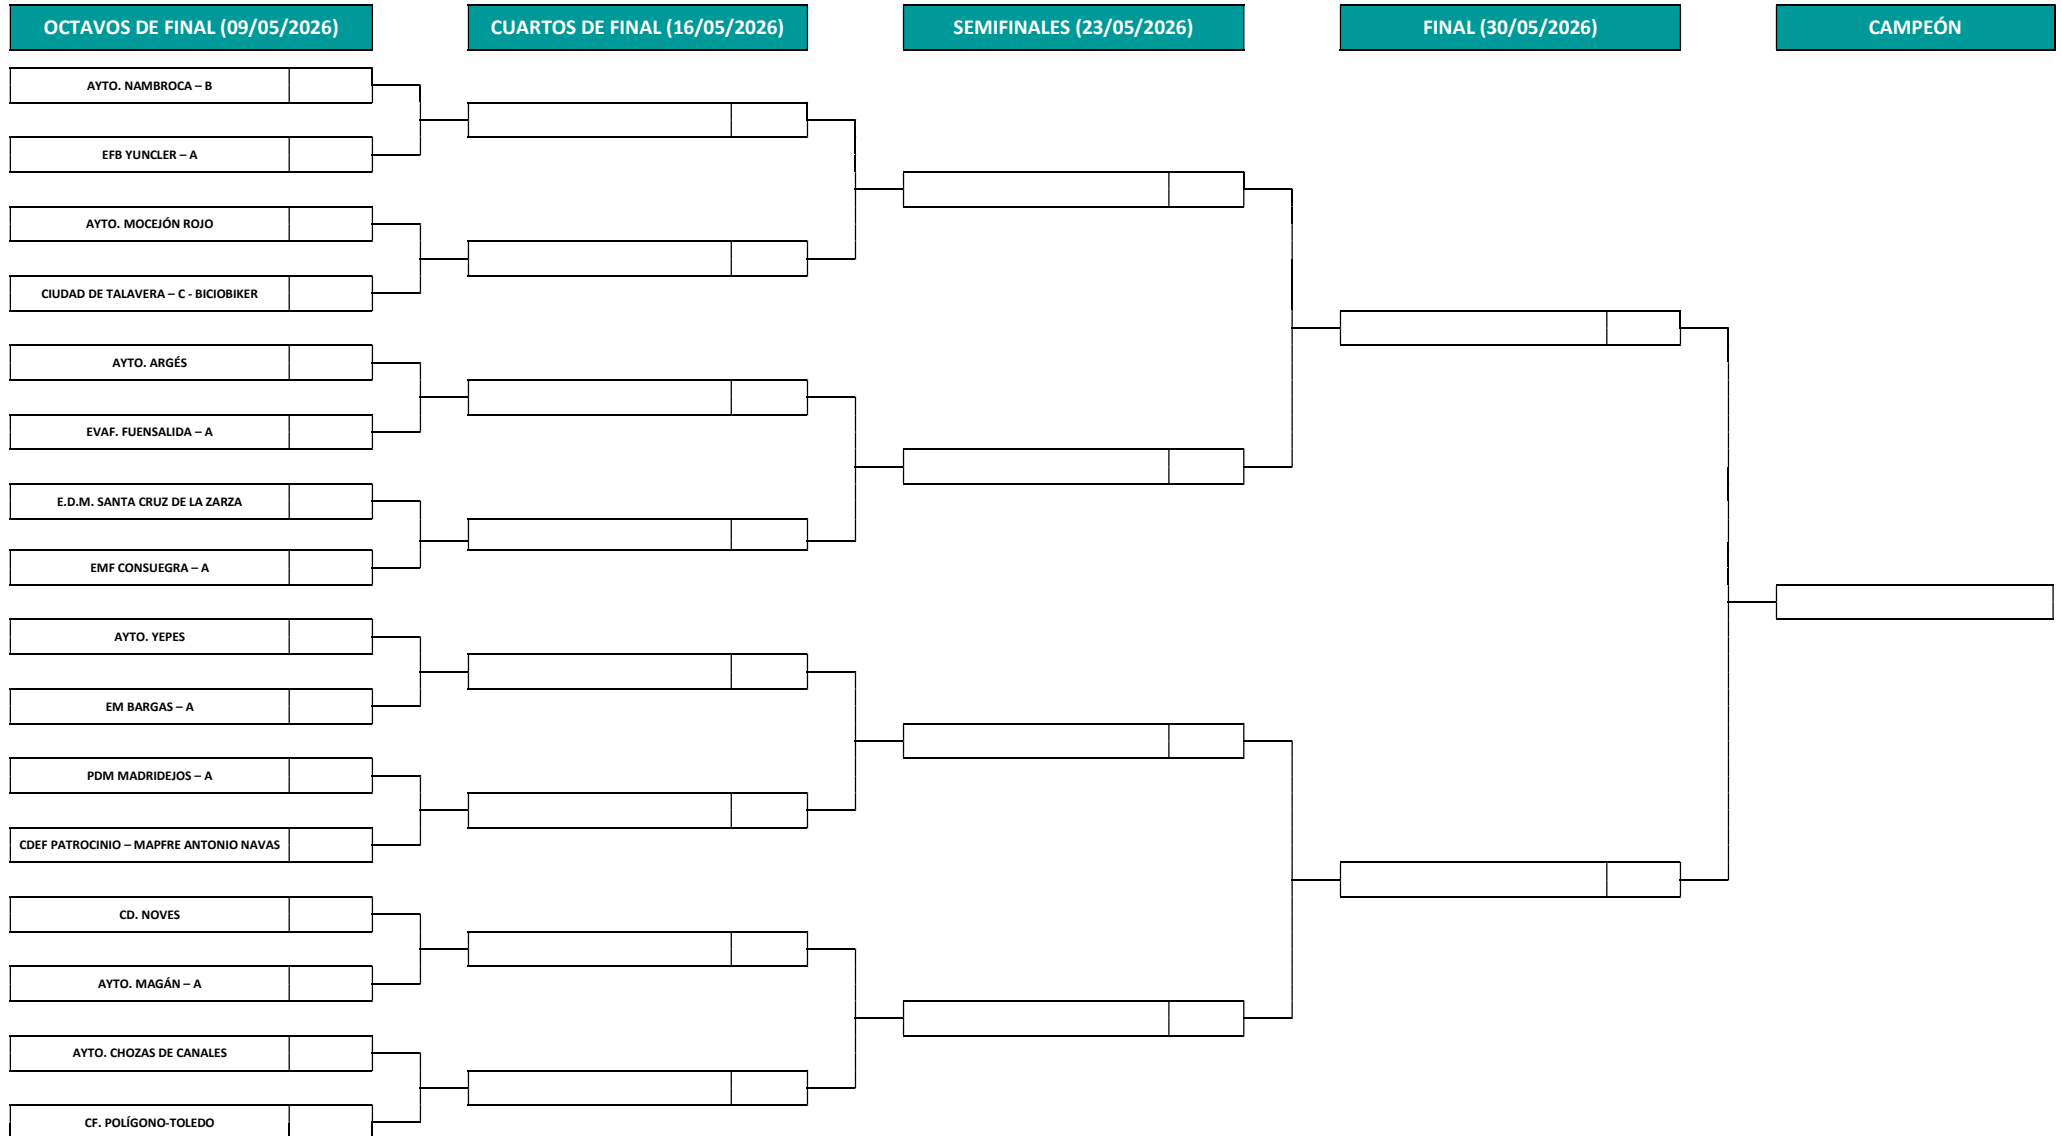 OCTAVOS DE FINAL (09/05/2026)
CUARTOS DE FINAL (16/05/2026)
SEMIFINALES (23/05/2026)
FINAL (30/05/2026)
CAMPEÓN
AYTO. NAMBROCA – B
EFB YUNCLER – A
AYTO. MOCEJÓN ROJO
CIUDAD DE TALAVERA – C - BICIOBIKER
AYTO. ARGÉS
EVAF. FUENSALIDA – A
E.D.M. SANTA CRUZ DE LA ZARZA
EMF CONSUEGRA – A
AYTO. YEPES
EM BARGAS – A
PDM MADRIDEJOS – A
CDEF PATROCINIO – MAPFRE ANTONIO NAVAS
CD. NOVES
AYTO. MAGÁN – A
AYTO. CHOZAS DE CANALES
CF. POLÍGONO-TOLEDO